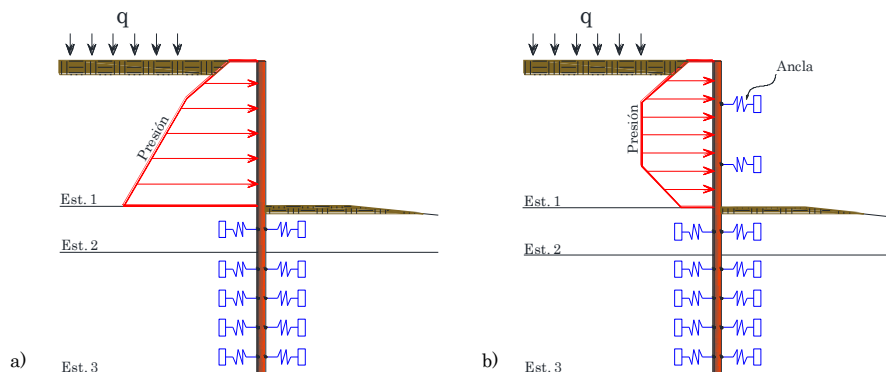 q
Presión
Est. 1
Est. 2
a)
Est. 3
q
Ancla
Presión
Est. 1
Est. 2
b)
Est. 3